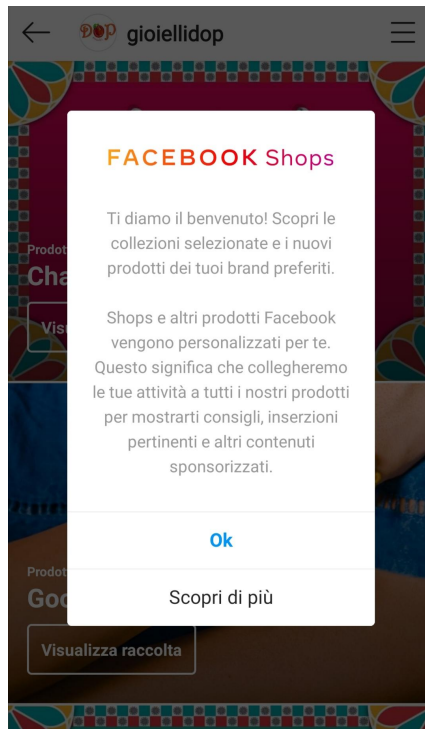 DOP gioiellidop
FACEBOOK Shops
Ti diamo il benvenuto! Scopri le
collezioni selezionate e i nuovi
prodotti dei tuoi brand preferiti.
Shops e altri prodotti Facebook
vengono personalizzati per te.
Questo significa che collegheremo
le tue attività a tutti i nostri prodotti
per mostrarti consigli, inserzioni
pertinenti e altri contenuti
sponsorizzati.
Ok
Scopri di più
Visualizza raccolta